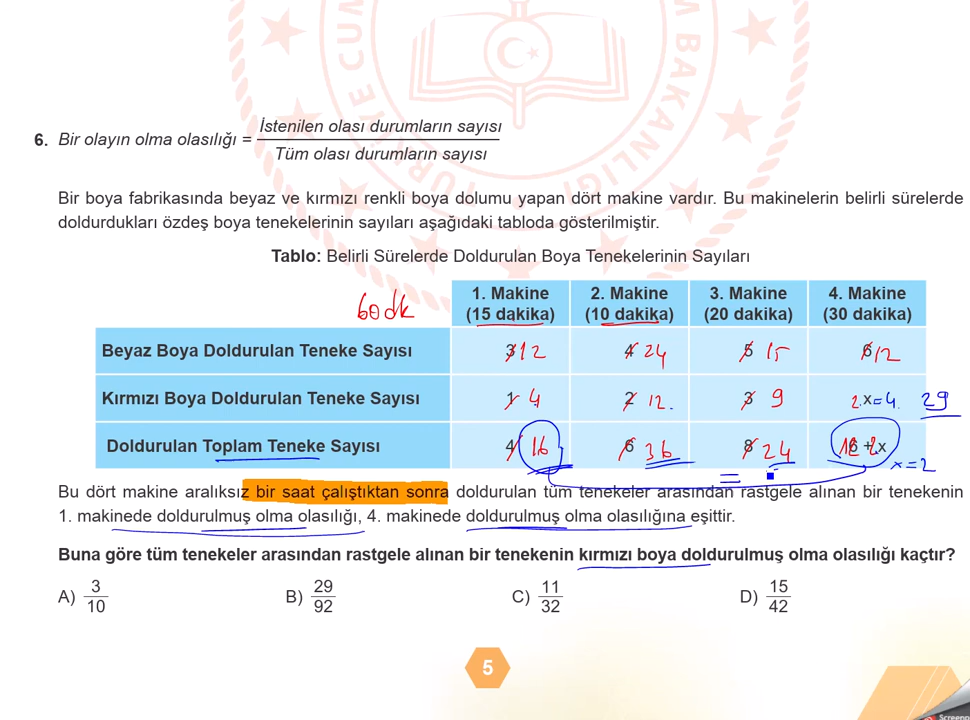 6. Bir olayın olma olasılığı = İstenilen olası durumların sayısı
Tüm olası durumların sayısı
Bir boya fabrikasında beyaz ve kırmızı renkli boya dolumu yapan dört makine vardır. Bu makinelerin belirli sürelerde
doldurdukları özdeş boya tenekelerinin sayıları aşağıdaki tabloda gösterilmiştir.
Tablo: Belirli Sürelerde Doldurulan Boya Tenekelerinin Sayıları
60 dk
1. Makine 2. Makine 3. Makine 4. Makine
(15 dakika) (10 dakika) (20 dakika) (30 dakika)
Beyaz Boya Doldurulan Teneke Sayısı 3 12 4 24 5 15 6 12
Kırmızı Boya Doldurulan Teneke Sayısı 1 4 2 12 3 9 2.x=4 29
Doldurulan Toplam Teneke Sayısı 4 16 6 36 8 24 6 + x
x=2
=
Bu dört makine aralıksız bir saat çalıştıktan sonra doldurulan tüm tenekeler arasından rastgele alınan bir tenekenin
1. makinede doldurulmuş olma olasılığı, 4. makinede doldurulmuş olma olasılığına eşittir.
Buna göre tüm tenekeler arasından rastgele alınan bir tenekenin kırmızı boya doldurulmuş olma olasılığı kaçtır?
A) 3/10 B) 29/92 C) 11/32 D) 15/42
5